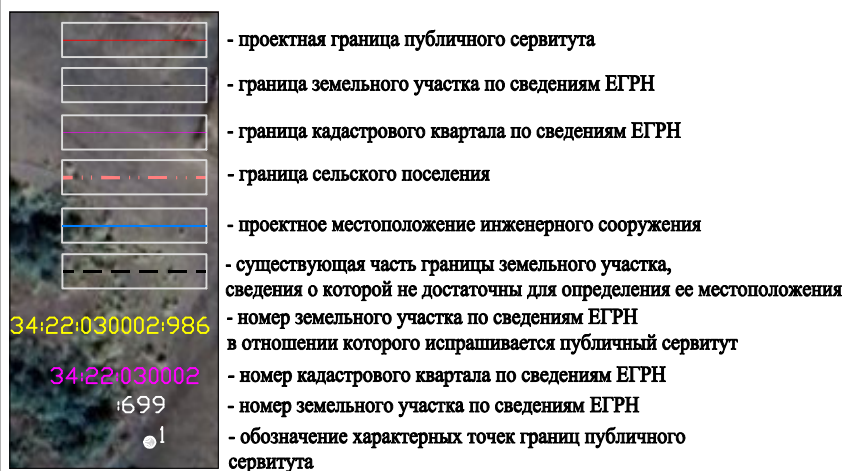 - проектная граница публичного сервитута
- граница земельного участка по сведениям ЕГРН
- граница кадастрового квартала по сведениям ЕГРН
- граница сельского поселения
- проектное местоположение инженерного сооружения
- существующая часть границы земельного участка,
сведения о которой не достаточны для определения ее местоположения
34:22:030002:986 - номер земельного участка по сведениям ЕГРН
в отношении которого испрашивается публичный сервитут
34:22:030002 - номер кадастрового квартала по сведениям ЕГРН
:699 - номер земельного участка по сведениям ЕГРН
1 - обозначение характерных точек границ публичного
сервитута